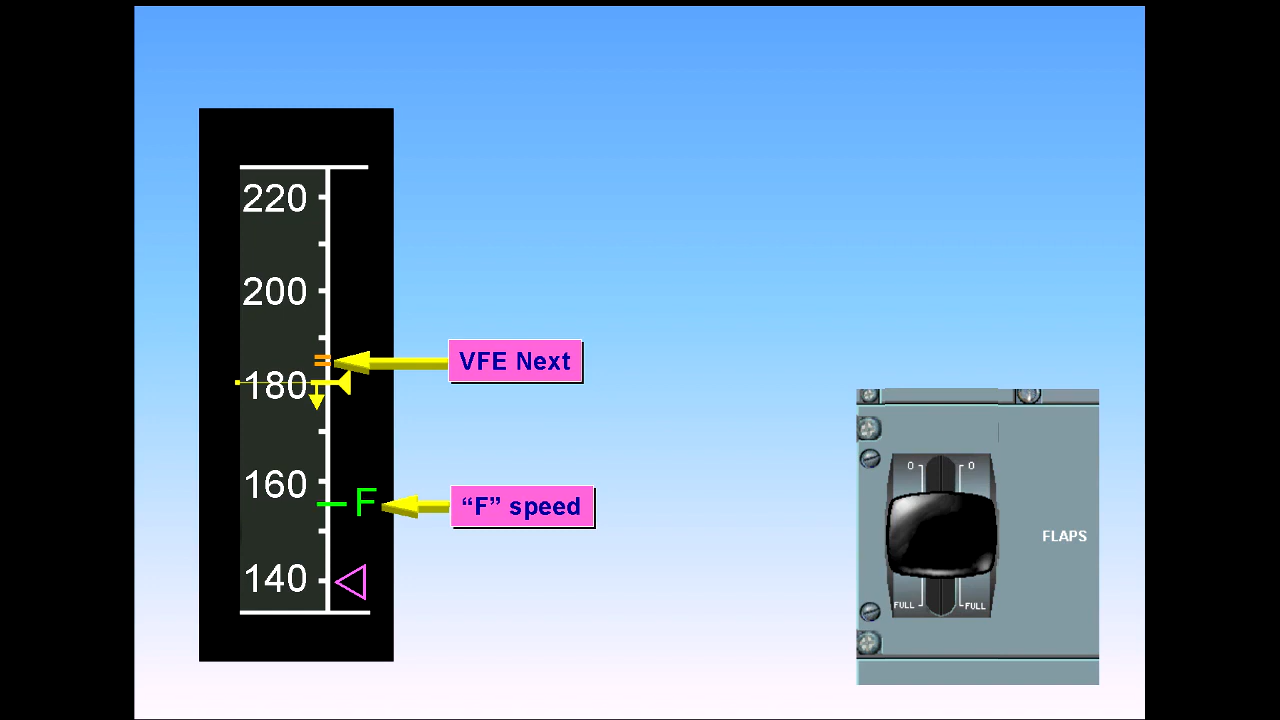 220
200
VFE Next
180
160
F
“F” speed
140
0 0
FLAPS
FULL FULL